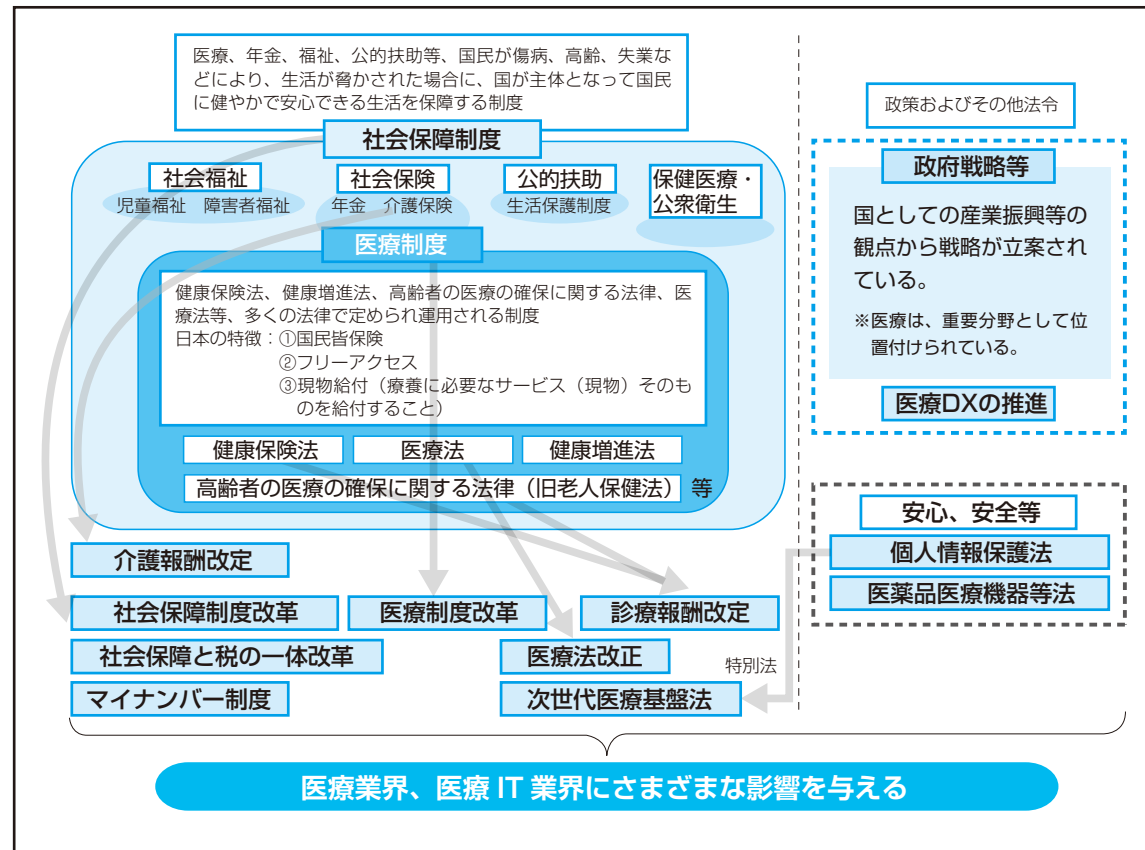 医療、年金、福祉、公的扶助等、国民が傷病、高齢、失業な
どにより、生活が脅かされた場合に、国が主体となって国民
に健やかで安心できる生活を保障する制度
社会保障制度
社会福祉
児童福祉　障害者福祉
社会保険
年金　介護保険
公的扶助
生活保護制度
保健医療・
公衆衛生
医療制度
健康保険法、健康増進法、高齢者の医療の確保に関する法律、医
療法等、多くの法律で定められ運用される制度
日本の特徴：①国民皆保険
②フリーアクセス
③現物給付（療養に必要なサービス（現物）そのも
のを給付すること）
健康保険法
医療法
健康増進法
高齢者の医療の確保に関する法律（旧老人保健法）等
介護報酬改定
社会保障制度改革
医療制度改革
診療報酬改定
社会保障と税の一体改革
医療法改正
マイナンバー制度
特別法
次世代医療基盤法
政策およびその他法令
政府戦略等
国としての産業振興等の
観点から戦略が立案され
ている。
※医療は、重要分野として位
置付けられている。
医療DXの推進
安心、安全等
個人情報保護法
医薬品医療機器等法
医療業界、医療 IT 業界にさまざまな影響を与える